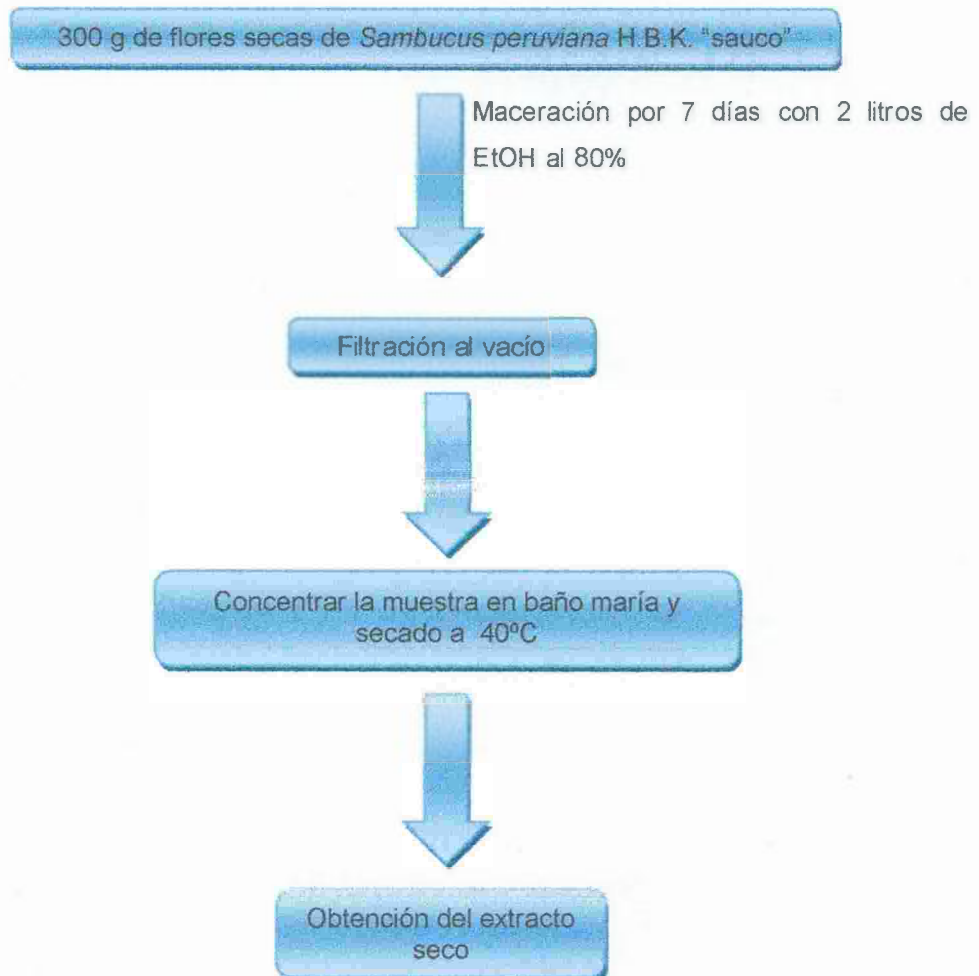 300 g de flores secas de Sambucus peruviana H.B.K. "sauco"
Maceración por 7 días con 2 litros de
EtOH al 80%
Filtración al vacío
Concentrar la muestra en baño maría y
secado a 40ºC
Obtención del extracto
seco